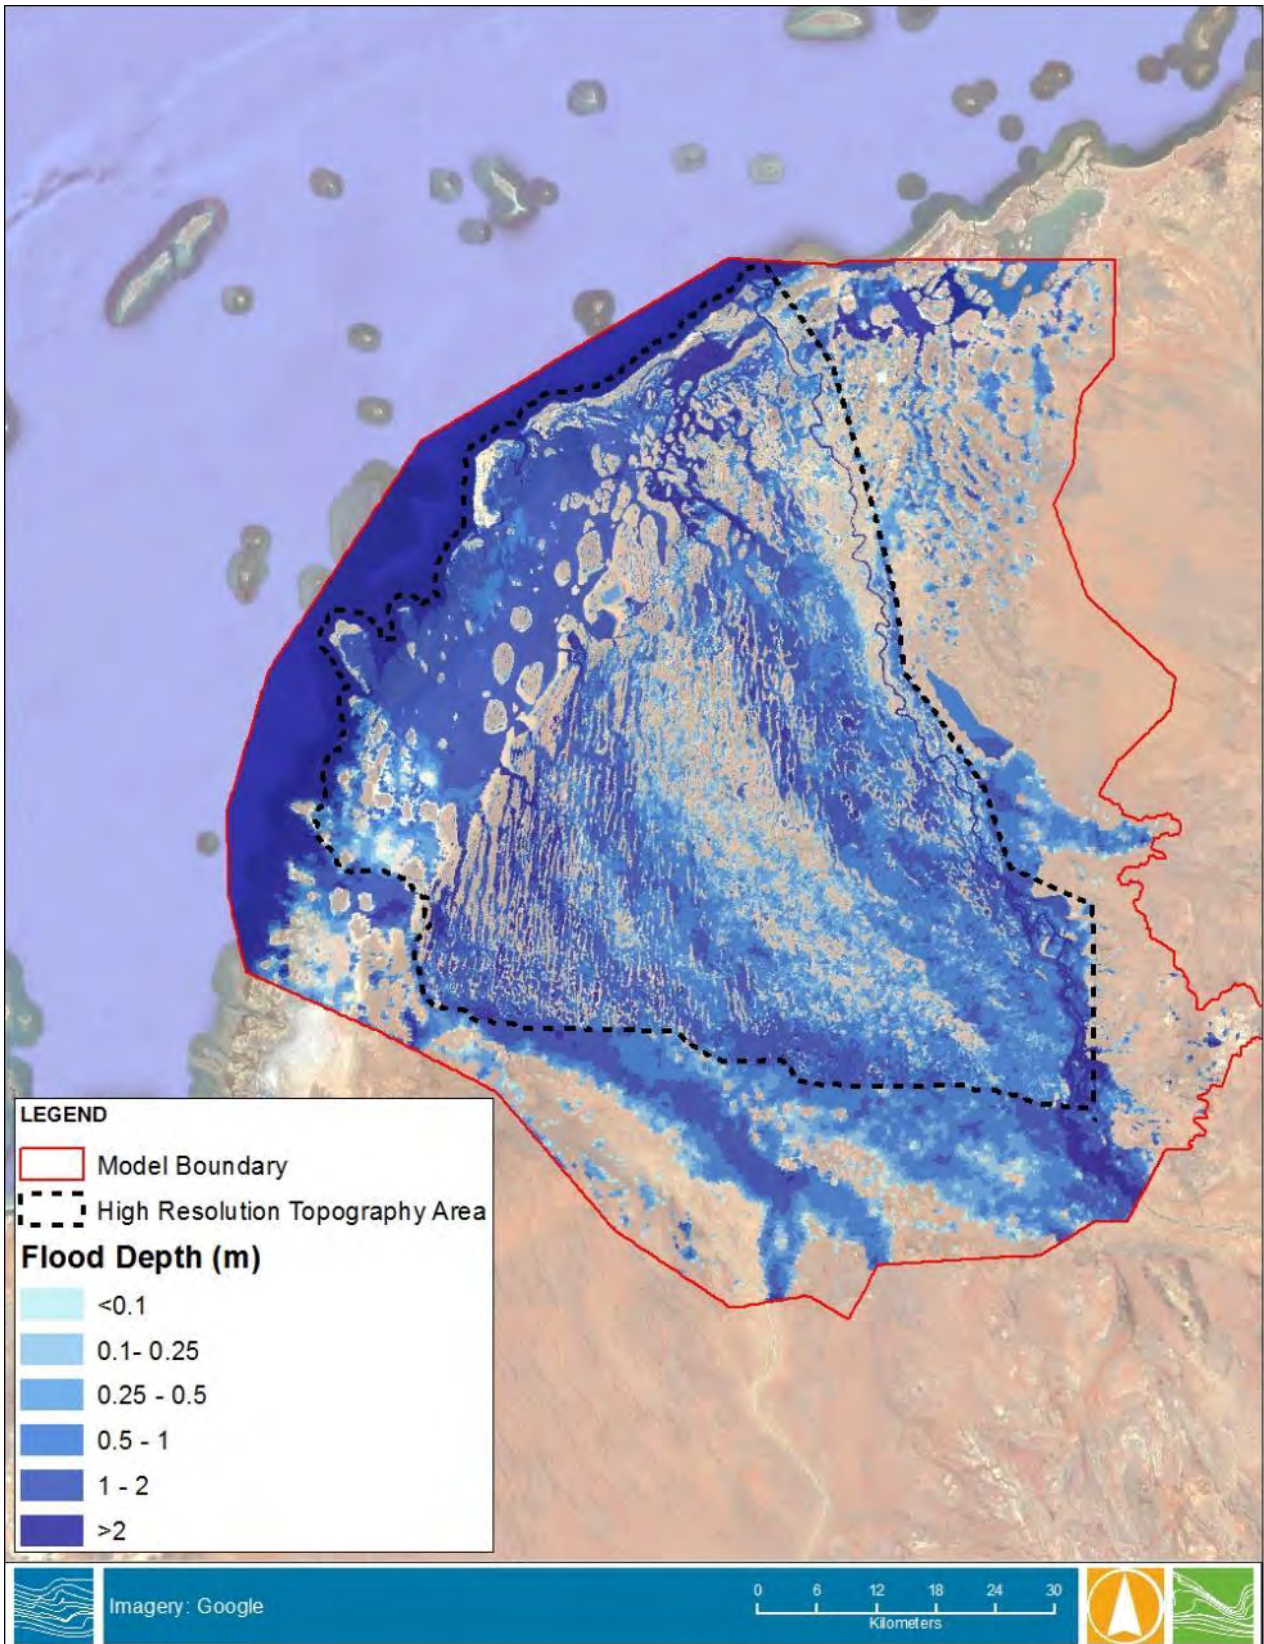 LEGEND
Model Boundary
High Resolution Topography Area
Flood Depth (m)
<0.1
0.1- 0.25
0.25 - 0.5
0.5 - 1
1 - 2
>2
Imagery: Google
0 6 12 18 24 30
Kilometers